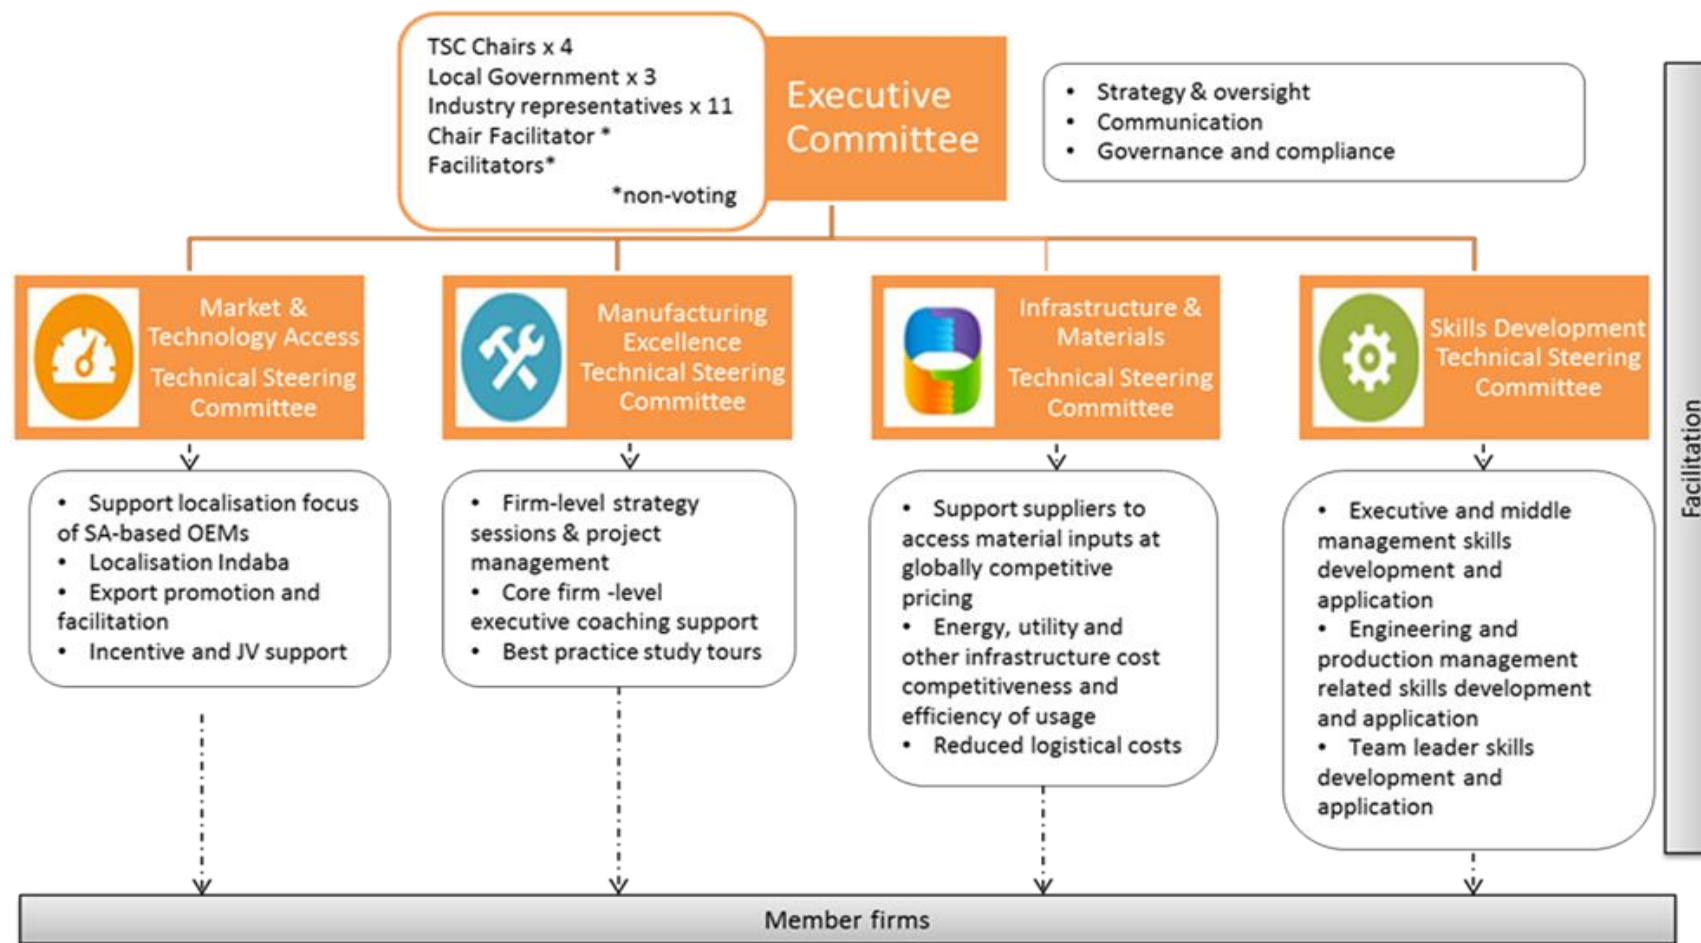 TSC Chairs x 4
Local Government x 3
Industry representatives x 11
Chair Facilitator *
Facilitators*
*non-voting
Executive
Committee
• Strategy & oversight
• Communication
• Governance and compliance
Market &
Technology Access
Technical Steering
Committee
Manufacturing
Excellence
Technical Steering
Committee
Infrastructure &
Materials
Technical Steering
Committee
Skills Development
Technical Steering
Committee
• Support localisation focus
of SA-based OEMs
• Localisation Indaba
• Export promotion and
facilitation
• Incentive and JV support
• Firm-level strategy
sessions & project
management
• Core firm -level
executive coaching support
• Best practice study tours
• Support suppliers to
access material inputs at
globally competitive
pricing
• Energy, utility and
other infrastructure cost
competitiveness and
efficiency of usage
• Reduced logistical costs
• Executive and middle
management skills
development and
application
• Engineering and
production management
related skills development
and application
• Team leader skills
development and
application
Facilitation
Member firms